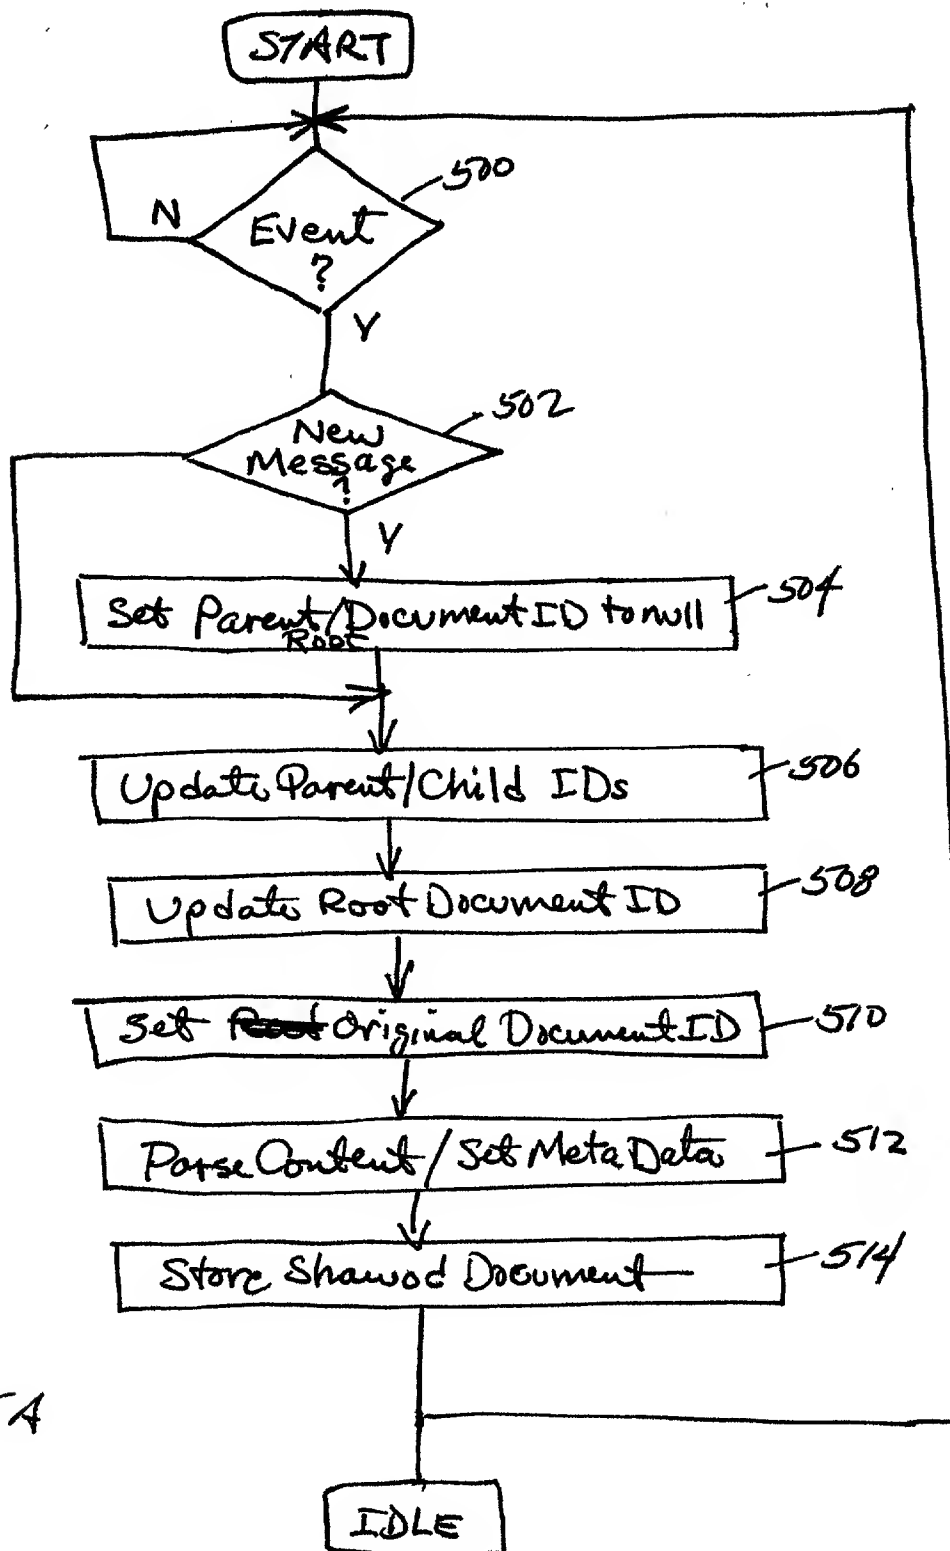 START
500
N
Event
?
Y
502
New
Message
?
Y
504
Set Parent/Document ID to null
Root
506
Update Parent/Child IDs
508
Update Root Document ID
510
Set Original Document ID
512
Parse Content/Set Meta Data
514
Store Shawod Document
A
IDLE